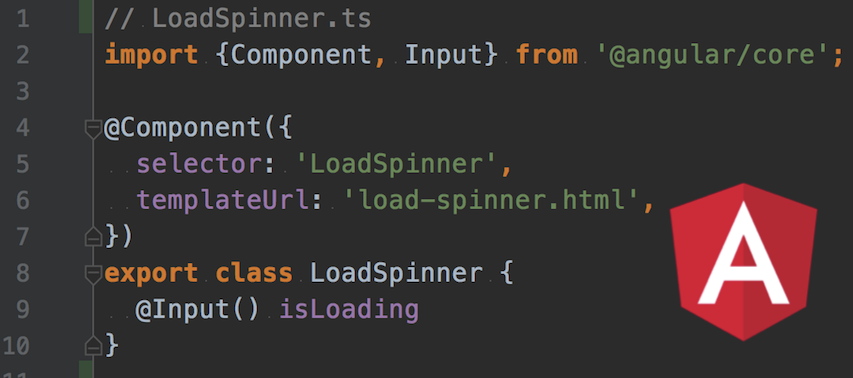 1 // LoadSpinner.ts
2 import {Component, Input} from '@angular/core';
3
4 @Component({
5   selector: 'LoadSpinner',
6   templateUrl: 'load-spinner.html',
7 })
8 export class LoadSpinner {
9   @Input() isLoading
10 }
A